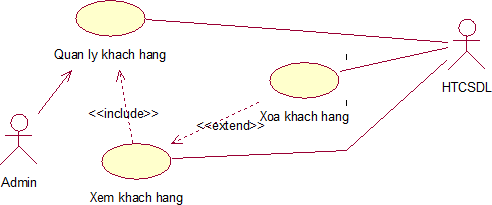 Quan ly khach hang
HTCSDL
<<include>>
Xoa khach hang
<<extend>>
Admin
Xem khach hang